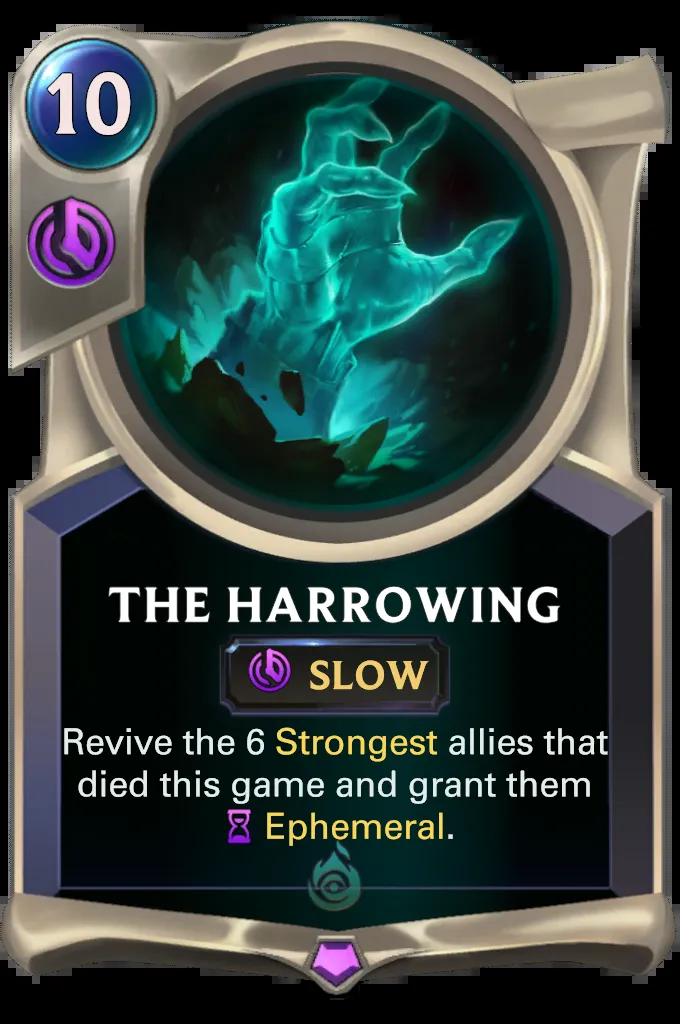 10
THE HARROWING
SLOW
Revive the 6 Strongest allies that
died this game and grant them
Ephemeral.